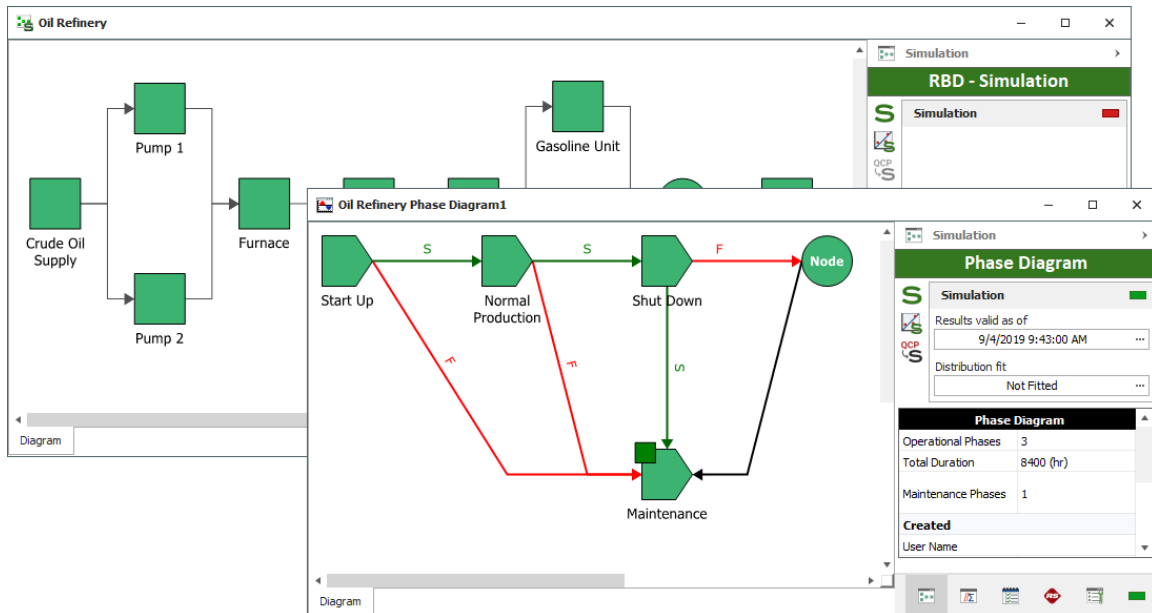 Oil Refinery
Simulation
RBD - Simulation
Simulation
S
S
QCP
S
Pump 1
Gasoline Unit
Crude Oil
Supply
Furnace
Pump 2
Diagram
Oil Refinery Phase Diagram1
Simulation
Phase Diagram
S
S
F
Node
Start Up
Normal
Production
Shut Down
F
F
S
Maintenance
Diagram
S
Simulation
S
QCP
S
Results valid as of
9/4/2019 9:43:00 AM
...
Distribution fit
Not Fitted
...
Phase Diagram
Operational Phases 3
Total Duration 8400 (hr)
Maintenance Phases 1
Created
User Name
RS